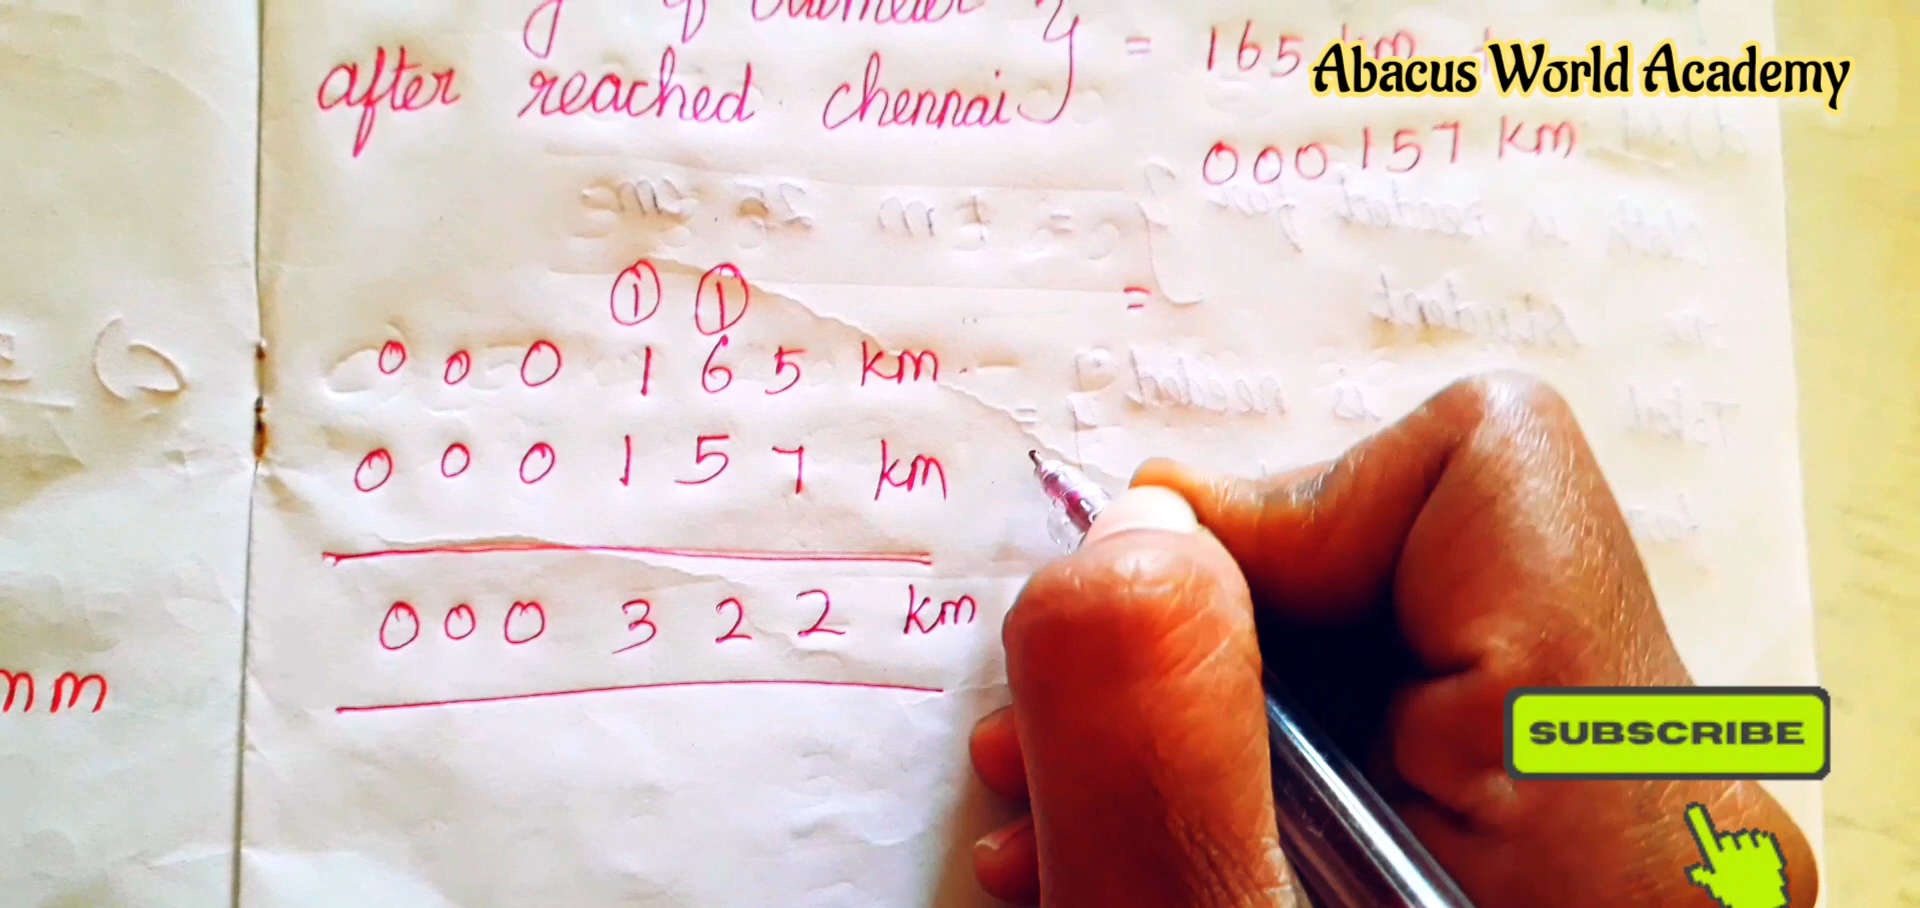 after reached chennai } = 165 km +
Abacus World Academy
000157 km
=
1 1
0 0 0 1 6 5 km
0 0 0 1 5 7 km
0 0 0 3 2 2 km
mm
SUBSCRIBE